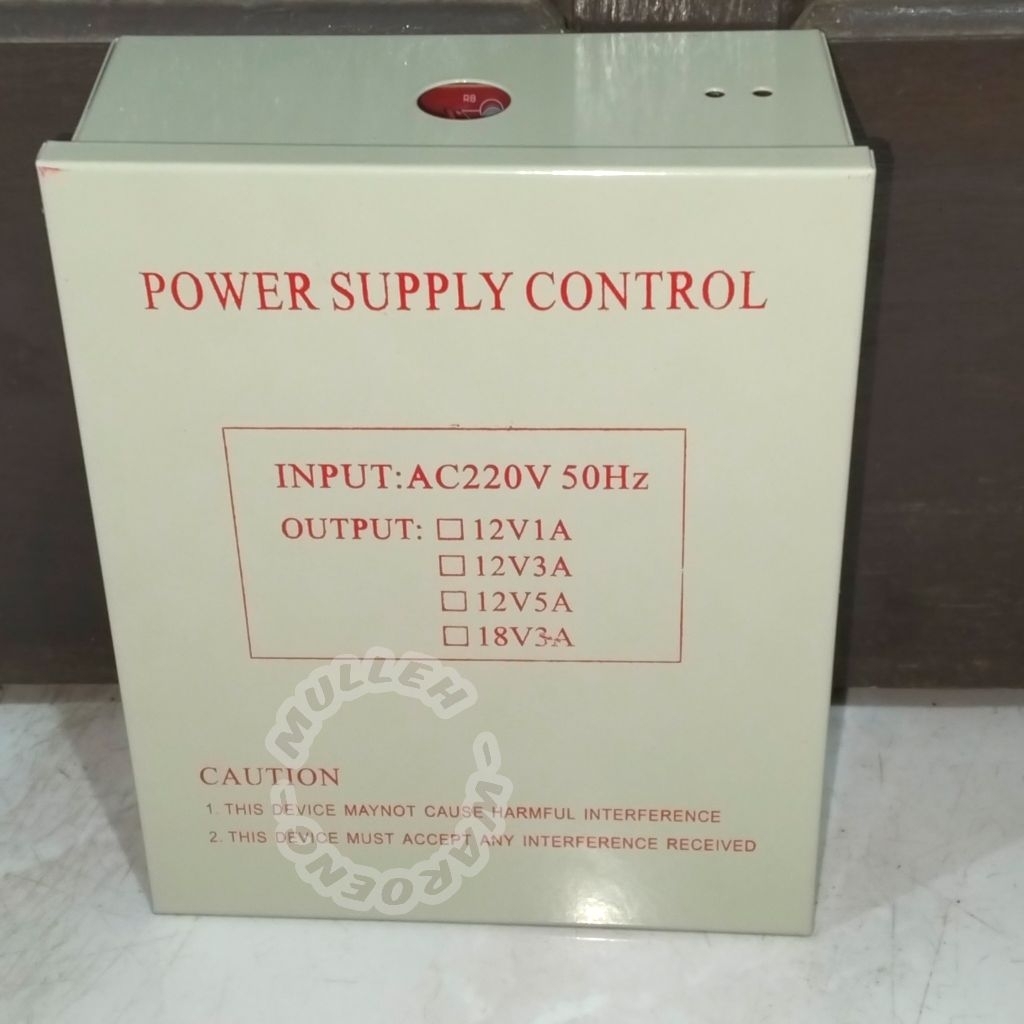 R8
POWER SUPPLY CONTROL
INPUT:AC220V 50Hz
OUTPUT: ☐ 12V1A
☐ 12V3A
☐ 12V5A
☐ 18V3A
MULLEH - WAROENG -
CAUTION
1. THIS DEVICE MAYNOT CAUSE HARMFUL INTERFERENCE
2. THIS DEVICE MUST ACCEPT ANY INTERFERENCE RECEIVED